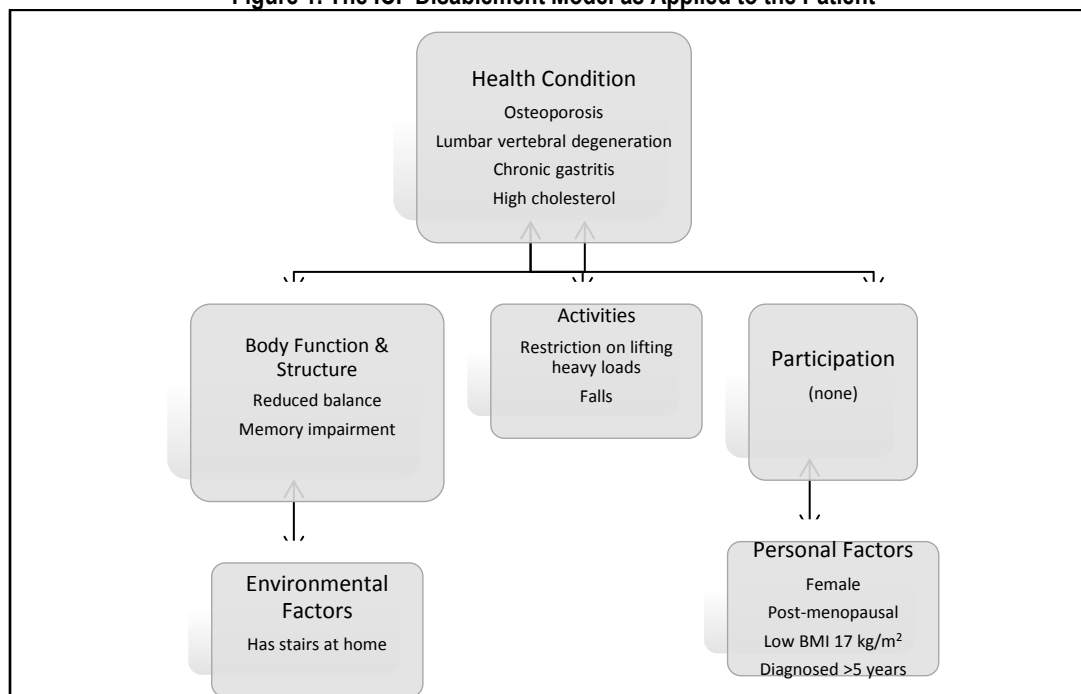 Figure 1. The ICF Disablement Model as Applied to the Patient
Health Condition
Osteoporosis
Lumbar vertebral degeneration
Chronic gastritis
High cholesterol
Body Function &
Structure
Reduced balance
Memory impairment
Activities
Restriction on lifting
heavy loads
Falls
Participation
(none)
Environmental
Factors
Has stairs at home
Personal Factors
Female
Post-menopausal
Low BMI 17 kg/m²
Diagnosed >5 years